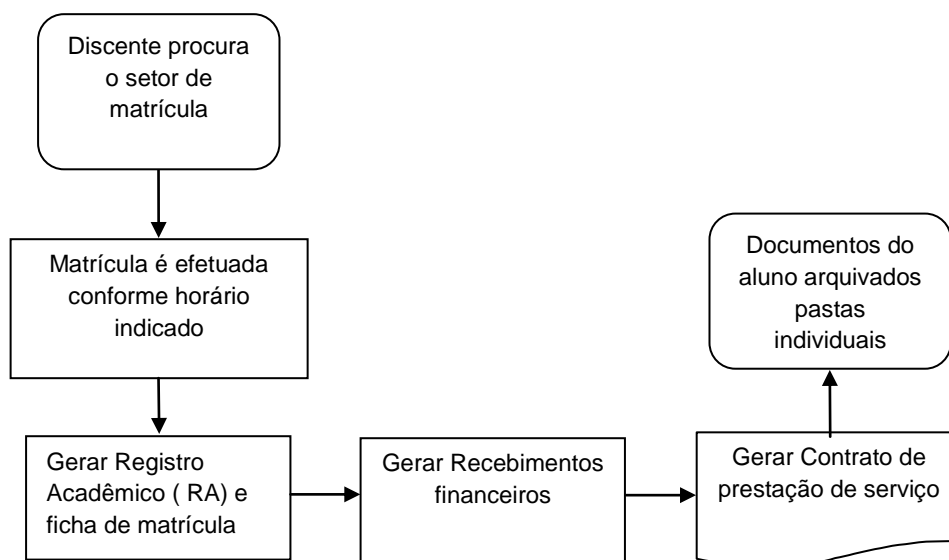 Discente procura
o setor de
matrícula
Matrícula é efetuada
conforme horário
indicado
Gerar Registro
Acadêmico ( RA) e
ficha de matrícula
Gerar Recebimentos
financeiros
Gerar Contrato de
prestação de serviço
Documentos do
aluno arquivados
pastas
individuais